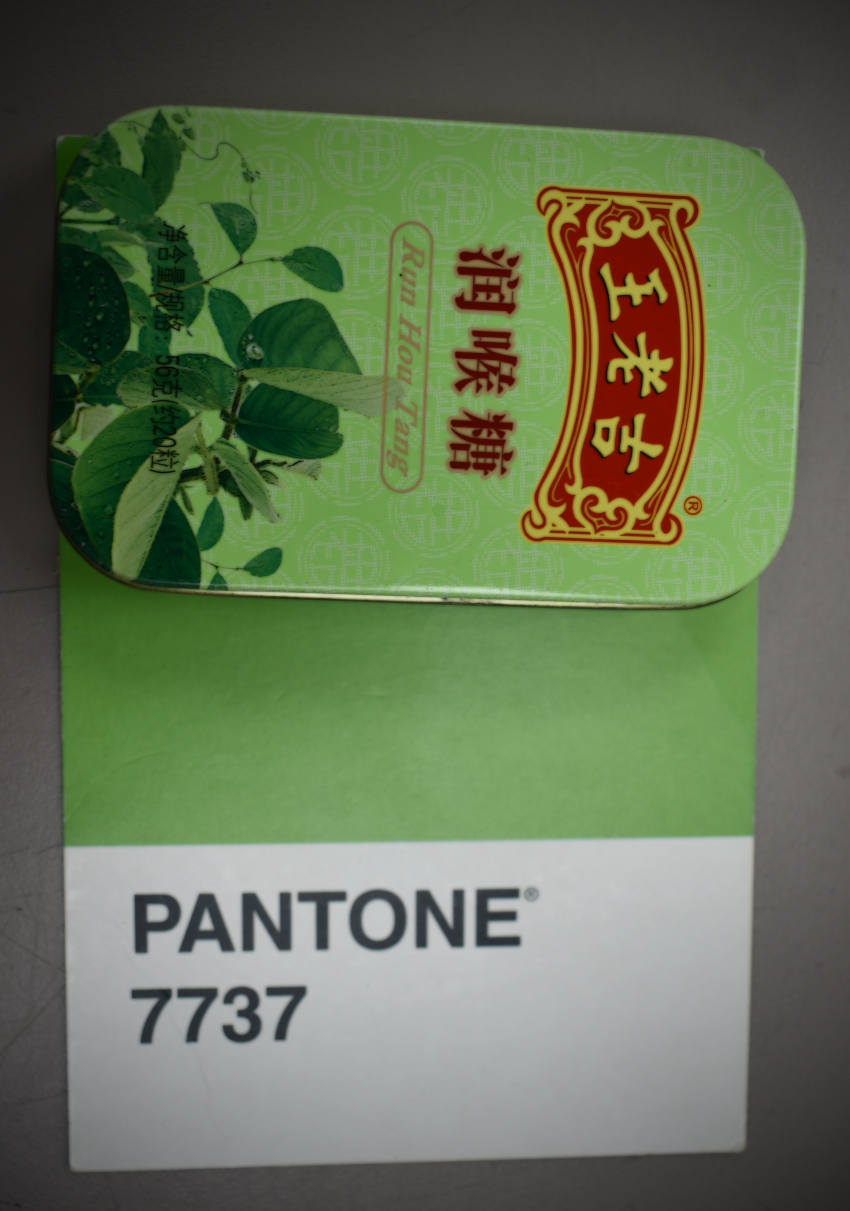 王老吉®
润喉糖
Run Hou Tang
净含量/规格：56克(约20粒)
PANTONE®
7737